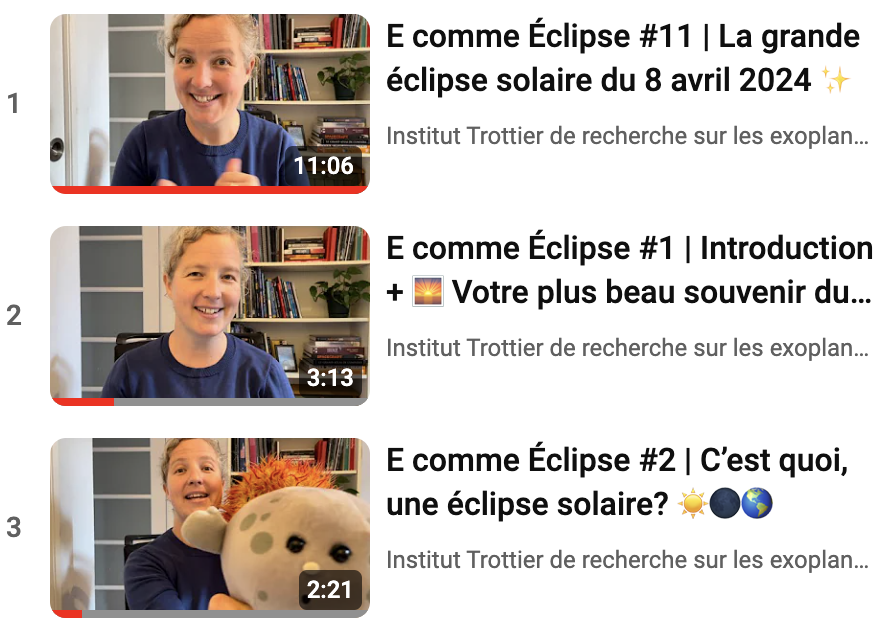 1
11:06
E comme Éclipse #11 | La grande
éclipse solaire du 8 avril 2024 ✨
Institut Trottier de recherche sur les exoplan...
2
3:13
E comme Éclipse #1 | Introduction
+ 🌅 Votre plus beau souvenir du...
Institut Trottier de recherche sur les exoplan...
3
2:21
E comme Éclipse #2 | C’est quoi,
une éclipse solaire? ☀️🌑🌎
Institut Trottier de recherche sur les exoplan...